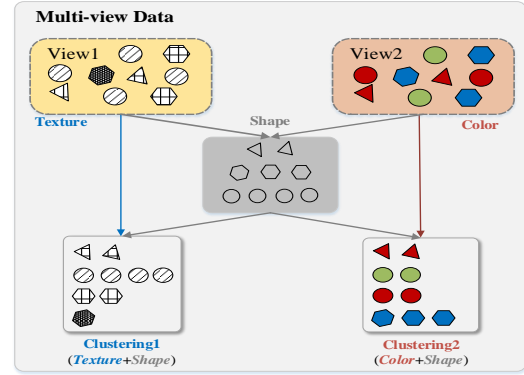 Multi-view Data
View1
View2
Texture
Shape
Color
Clustering1
(Texture+Shape)
Clustering2
(Color+Shape)